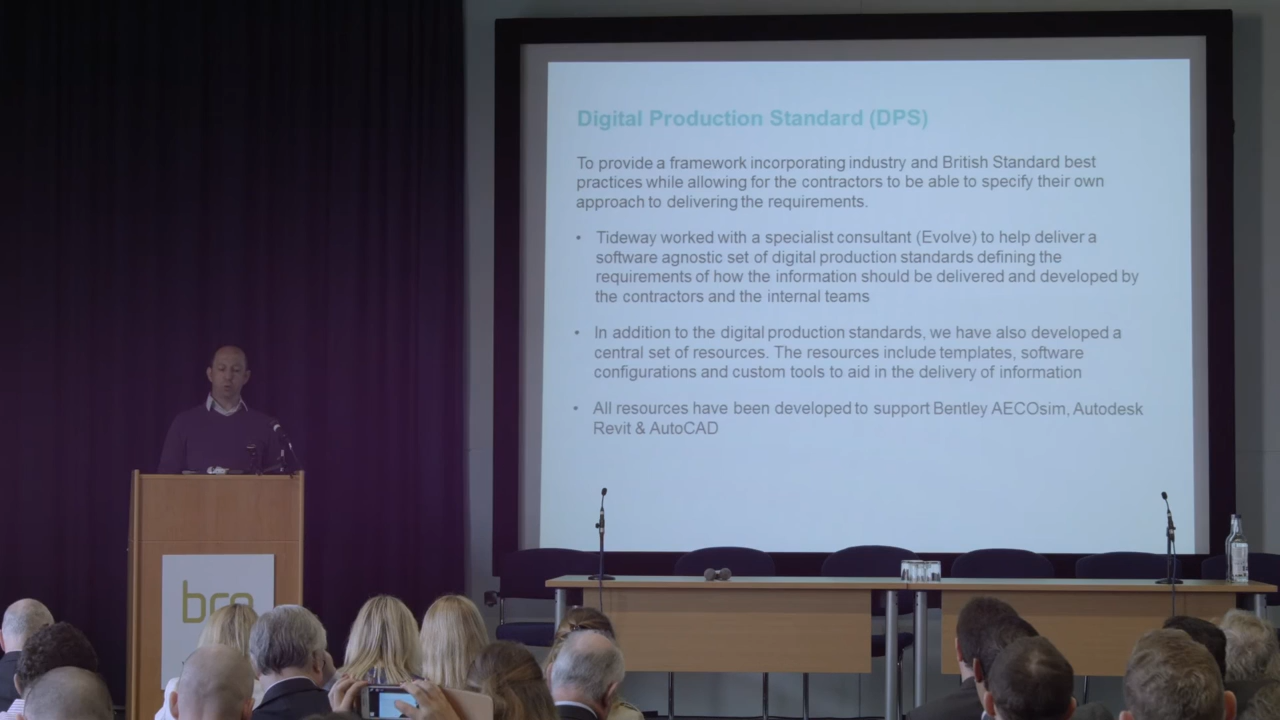 Digital Production Standard (DPS)
To provide a framework incorporating industry and British Standard best
practices while allowing for the contractors to be able to specify their own
approach to delivering the requirements.
• Tideway worked with a specialist consultant (Evolve) to help deliver a
software agnostic set of digital production standards defining the
requirements of how the information should be delivered and developed by
the contractors and the internal teams
• In addition to the digital production standards, we have also developed a
central set of resources. The resources include templates, software
configurations and custom tools to aid in the delivery of information
• All resources have been developed to support Bentley AECOsim, Autodesk
Revit & AutoCAD
bre